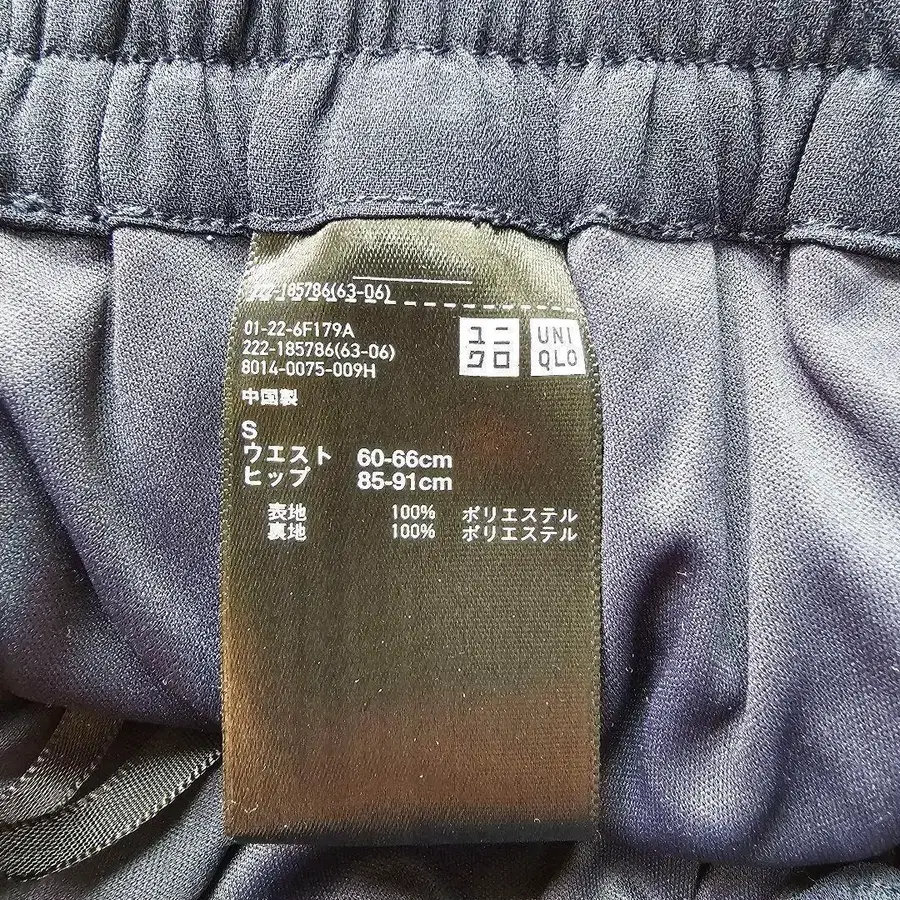 222-185786(63-06)
01-22-6F179A
222-185786(63-06)
8014-0075-009H
ユニ
クロ
UNI
QLO
中国製
S
ウエスト 60-66cm
ヒップ 85-91cm
表地 100% ポリエステル
裏地 100% ポリエステル